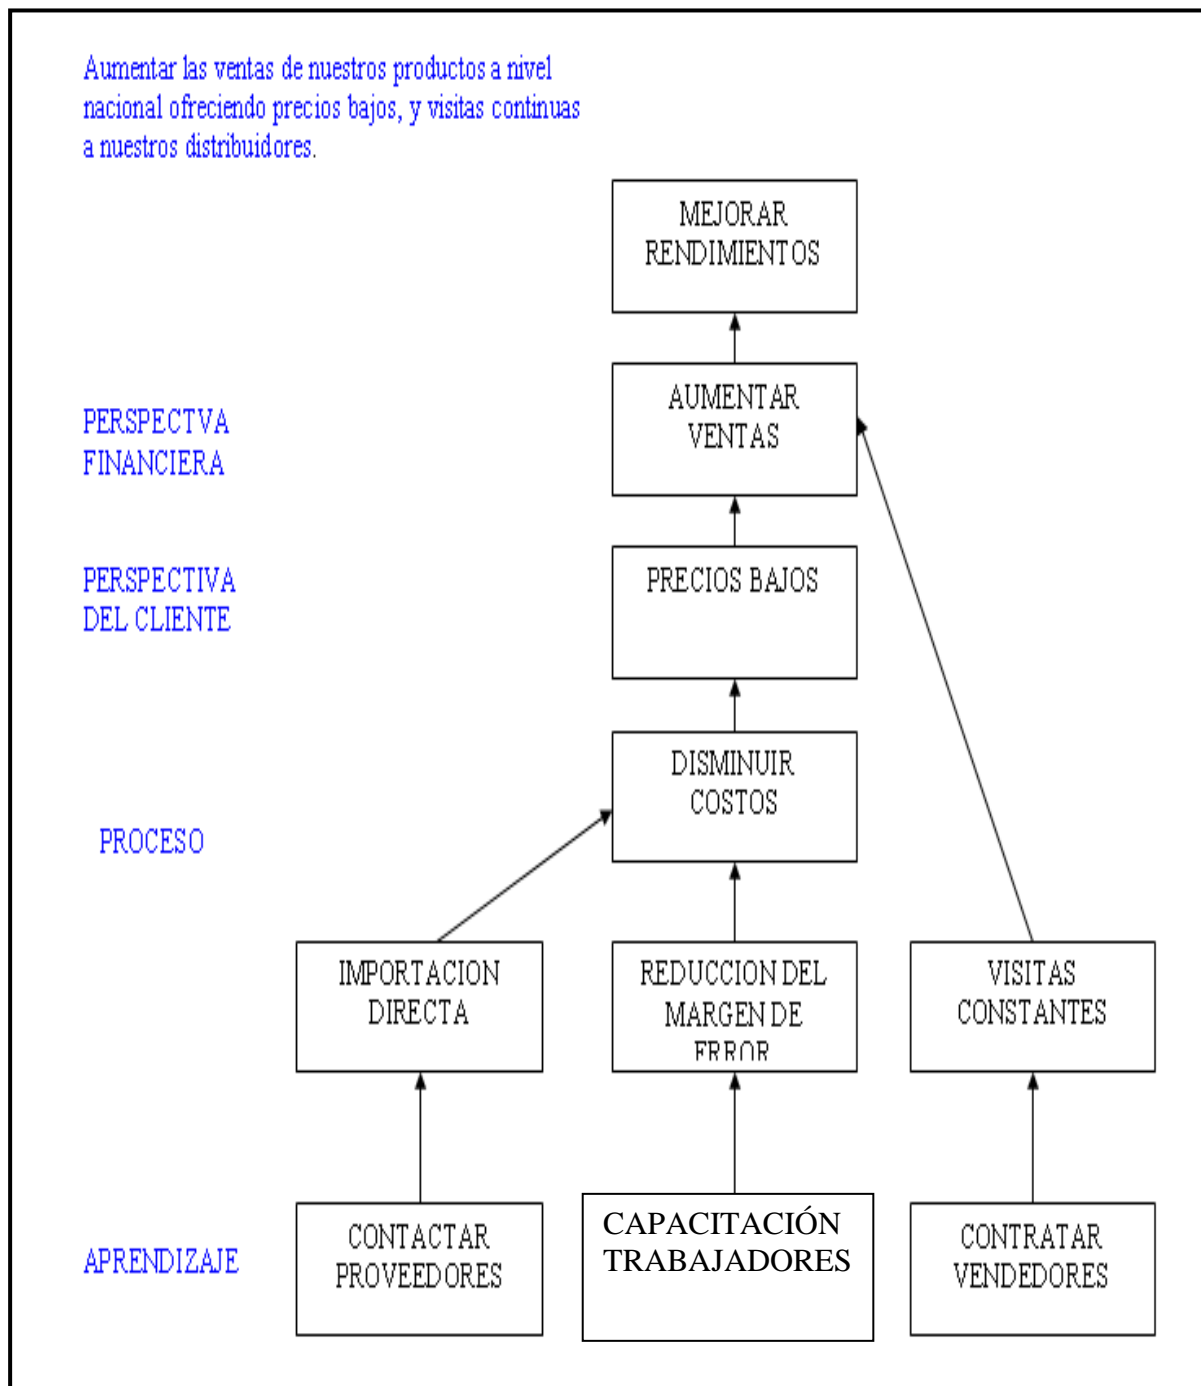 Aumentar las ventas de nuestros productos a nivel
nacional ofreciendo precios bajos, y visitas continuas
a nuestros distribuidores.
MEJORAR
RENDIMIENTOS
AUMENTAR
VENTAS
PERSPECTVA
FINANCIERA
PRECIOS BAJOS
PERSPECTIVA
DEL CLIENTE
DISMINUIR
COSTOS
PROCESO
IMPORTACION
DIRECTA
REDUCCION DEL
MARGEN DE
ERROR
VISITAS
CONSTANTES
APRENDIZAJE
CONTACTAR
PROVEEDORES
CAPACITACIÓN
TRABAJADORES
CONTRATAR
VENDEDORES